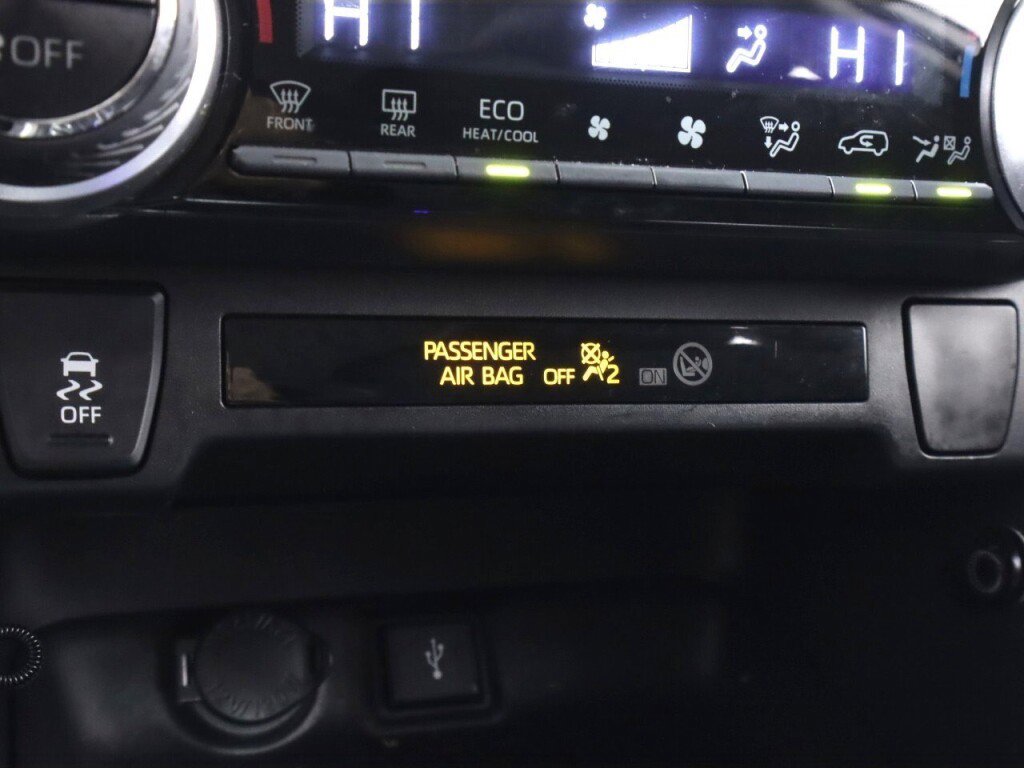 OFF
HI
HI
FRONT
REAR
ECO
HEAT/COOL
OFF
PASSENGER
AIR BAG OFF 2 ON